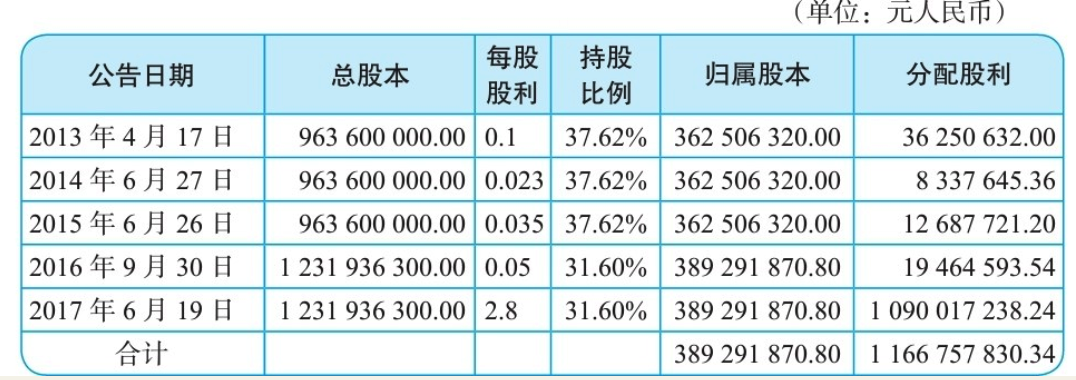 （单位：元人民币）
公告日期 总股本 每股股利 持股比例 归属股本 分配股利
2013 年 4 月 17 日 963 600 000.00 0.1 37.62% 362 506 320.00 36 250 632.00
2014 年 6 月 27 日 963 600 000.00 0.023 37.62% 362 506 320.00 8 337 645.36
2015 年 6 月 26 日 963 600 000.00 0.035 37.62% 362 506 320.00 12 687 721.20
2016 年 9 月 30 日 1 231 936 300.00 0.05 31.60% 389 291 870.80 19 464 593.54
2017 年 6 月 19 日 1 231 936 300.00 2.8 31.60% 389 291 870.80 1 090 017 238.24
合计 389 291 870.80 1 166 757 830.34